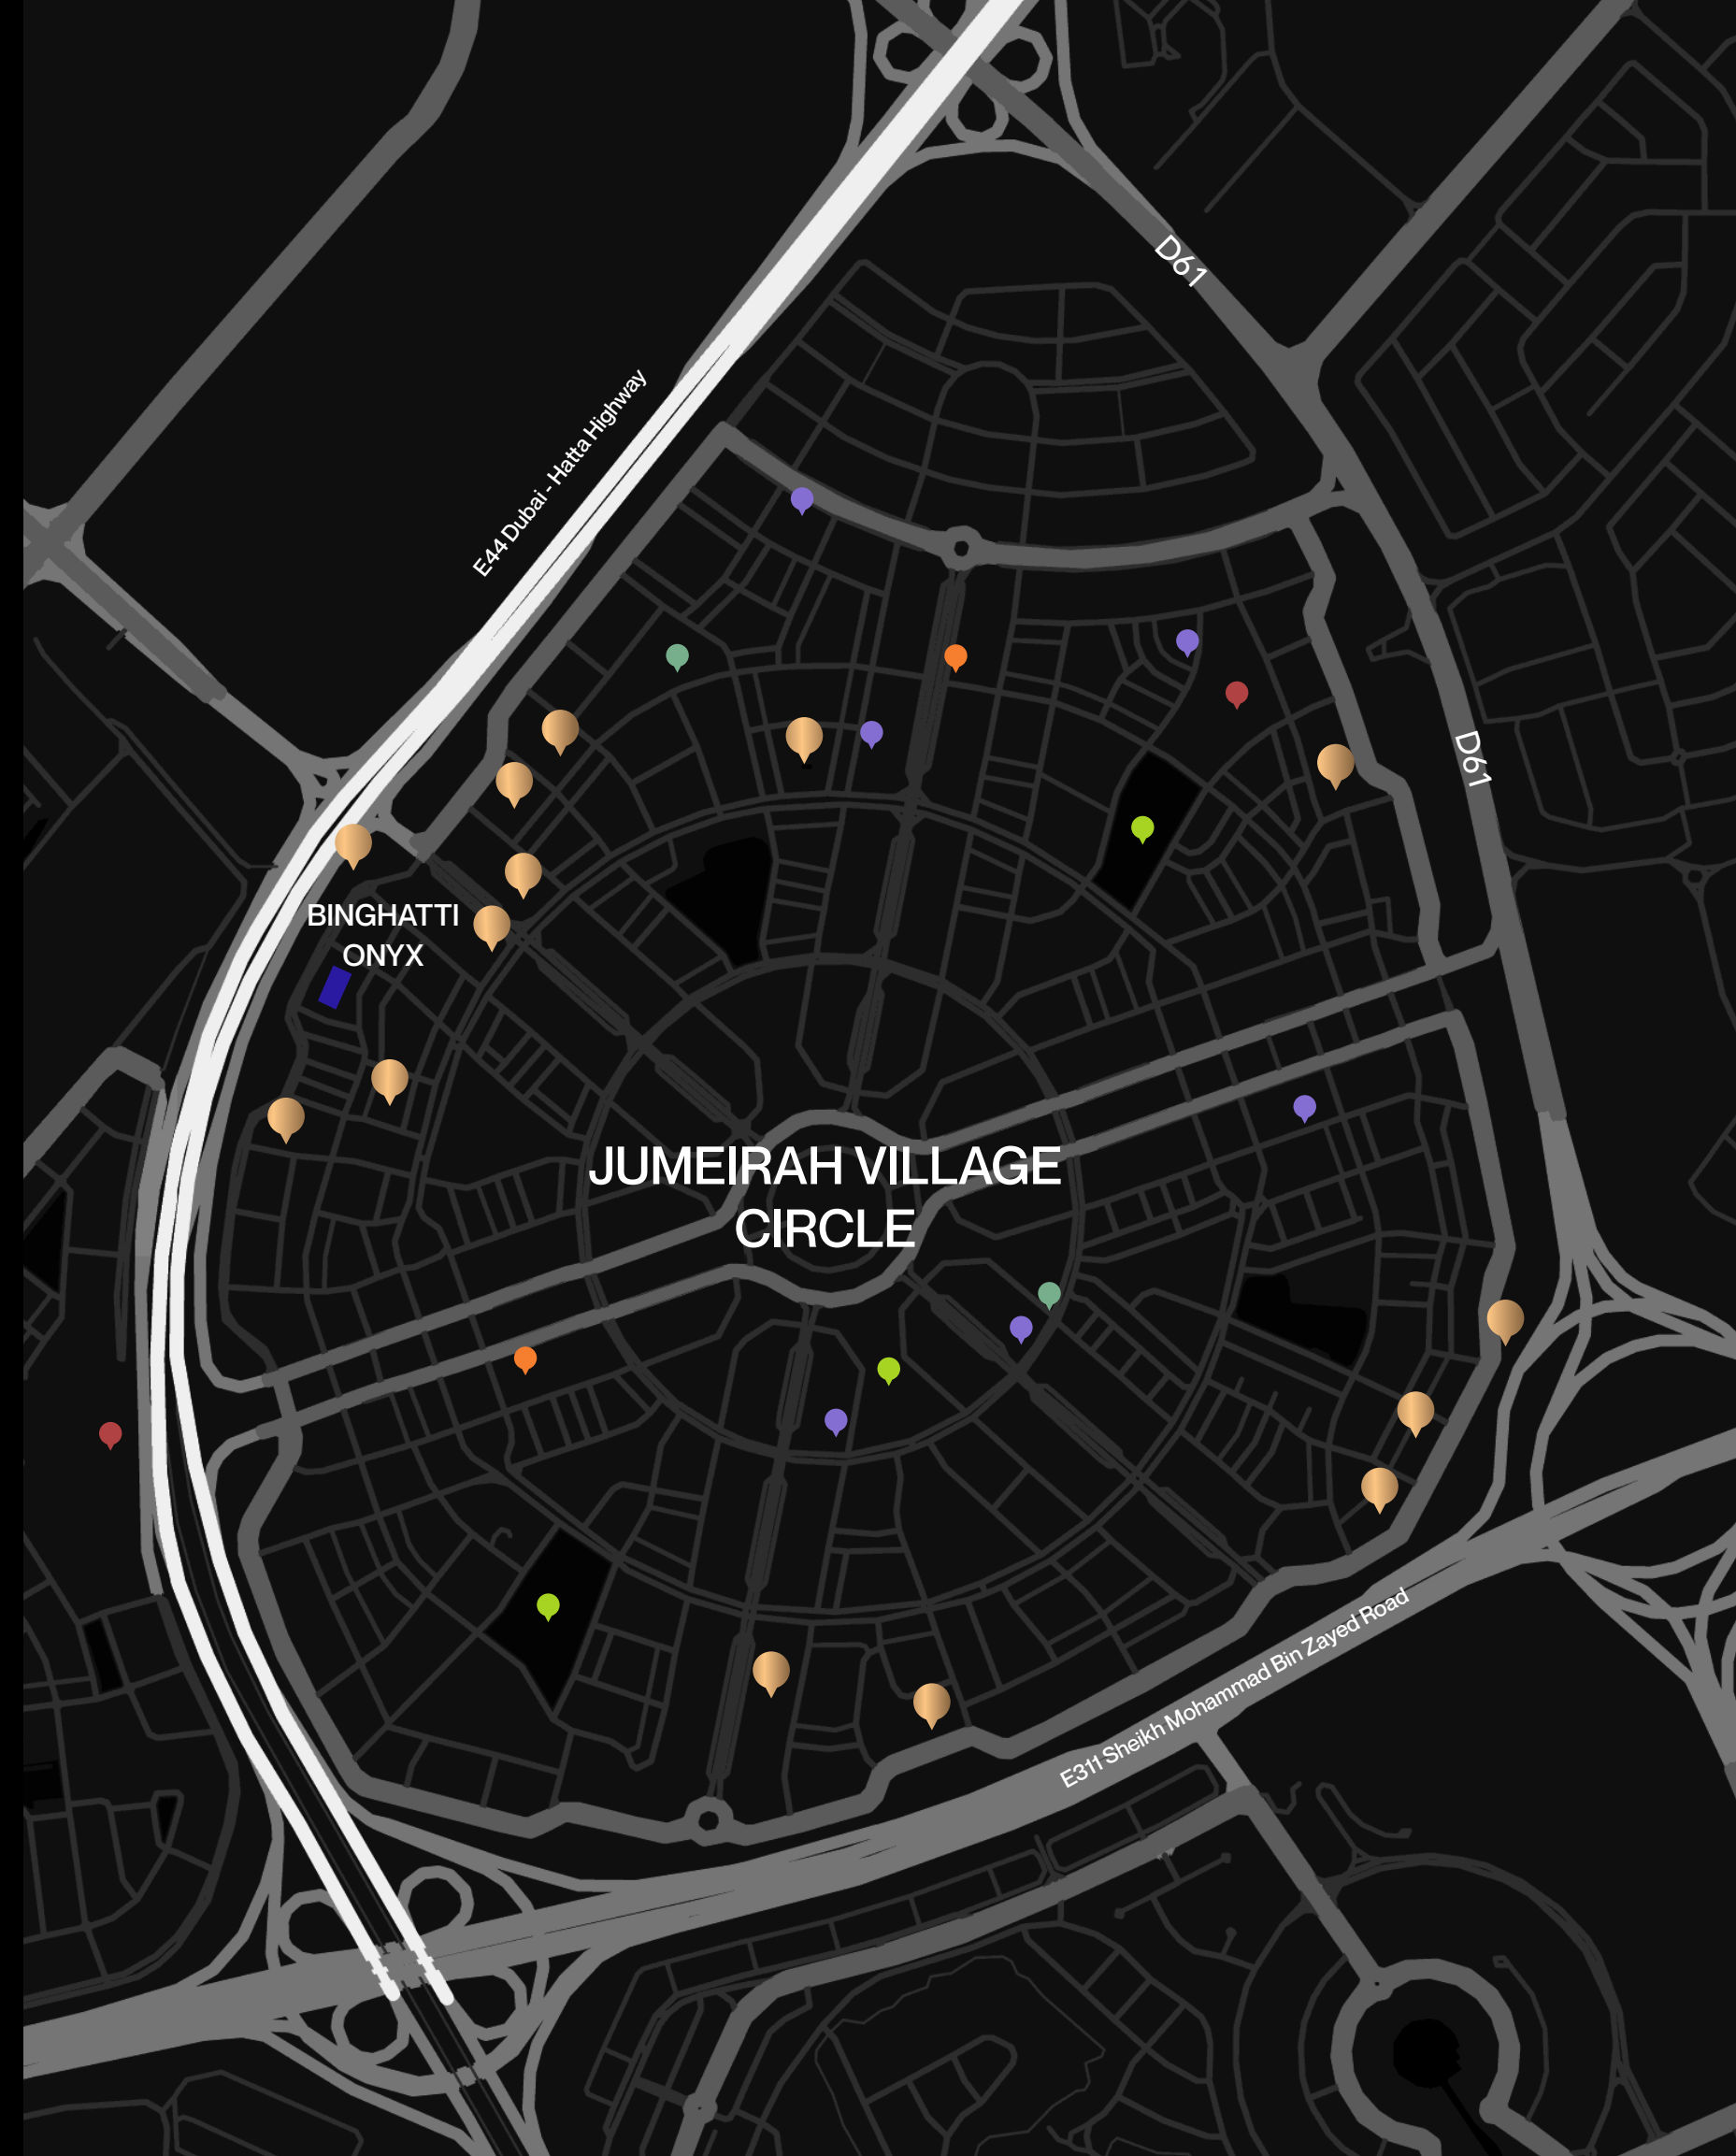 D61
E44 Dubai - Hatta Highway
D61
BINGHATTI
ONYX
JUMEIRAH VILLAGE
CIRCLE
E311 Sheikh Mohammad Bin Zayed Road